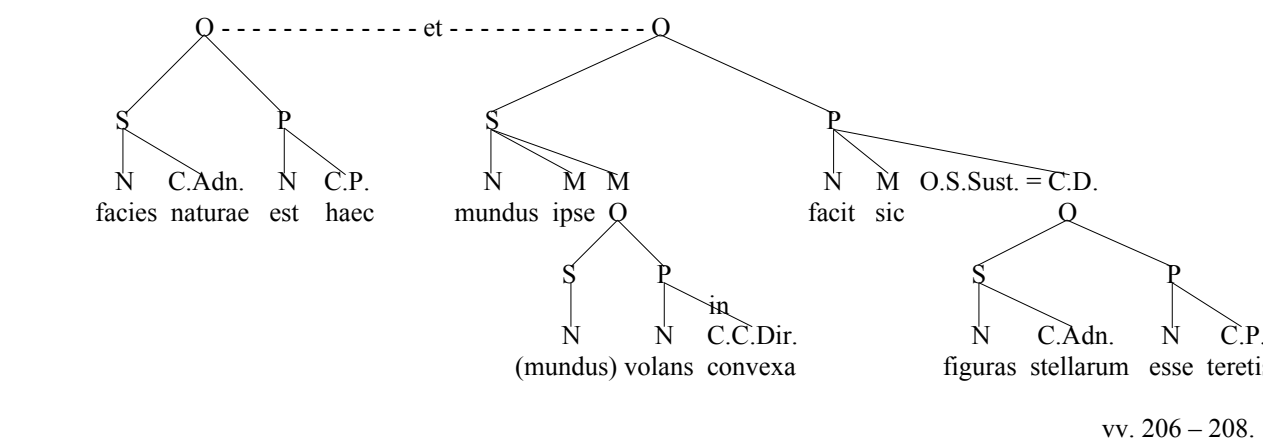 O - - - - - - - - - - - - - et - - - - - - - - - - - - - O
S P S P
N C.Adn. N C.P. N M M N M O.S.Sust. = C.D.
facies naturae est haec mundus ipse O facit sic O
S P S P
in
N N C.C.Dir. N C.Adn. N C.P.
(mundus) volans convexa figuras stellarum esse teretis
vv. 206 – 208.